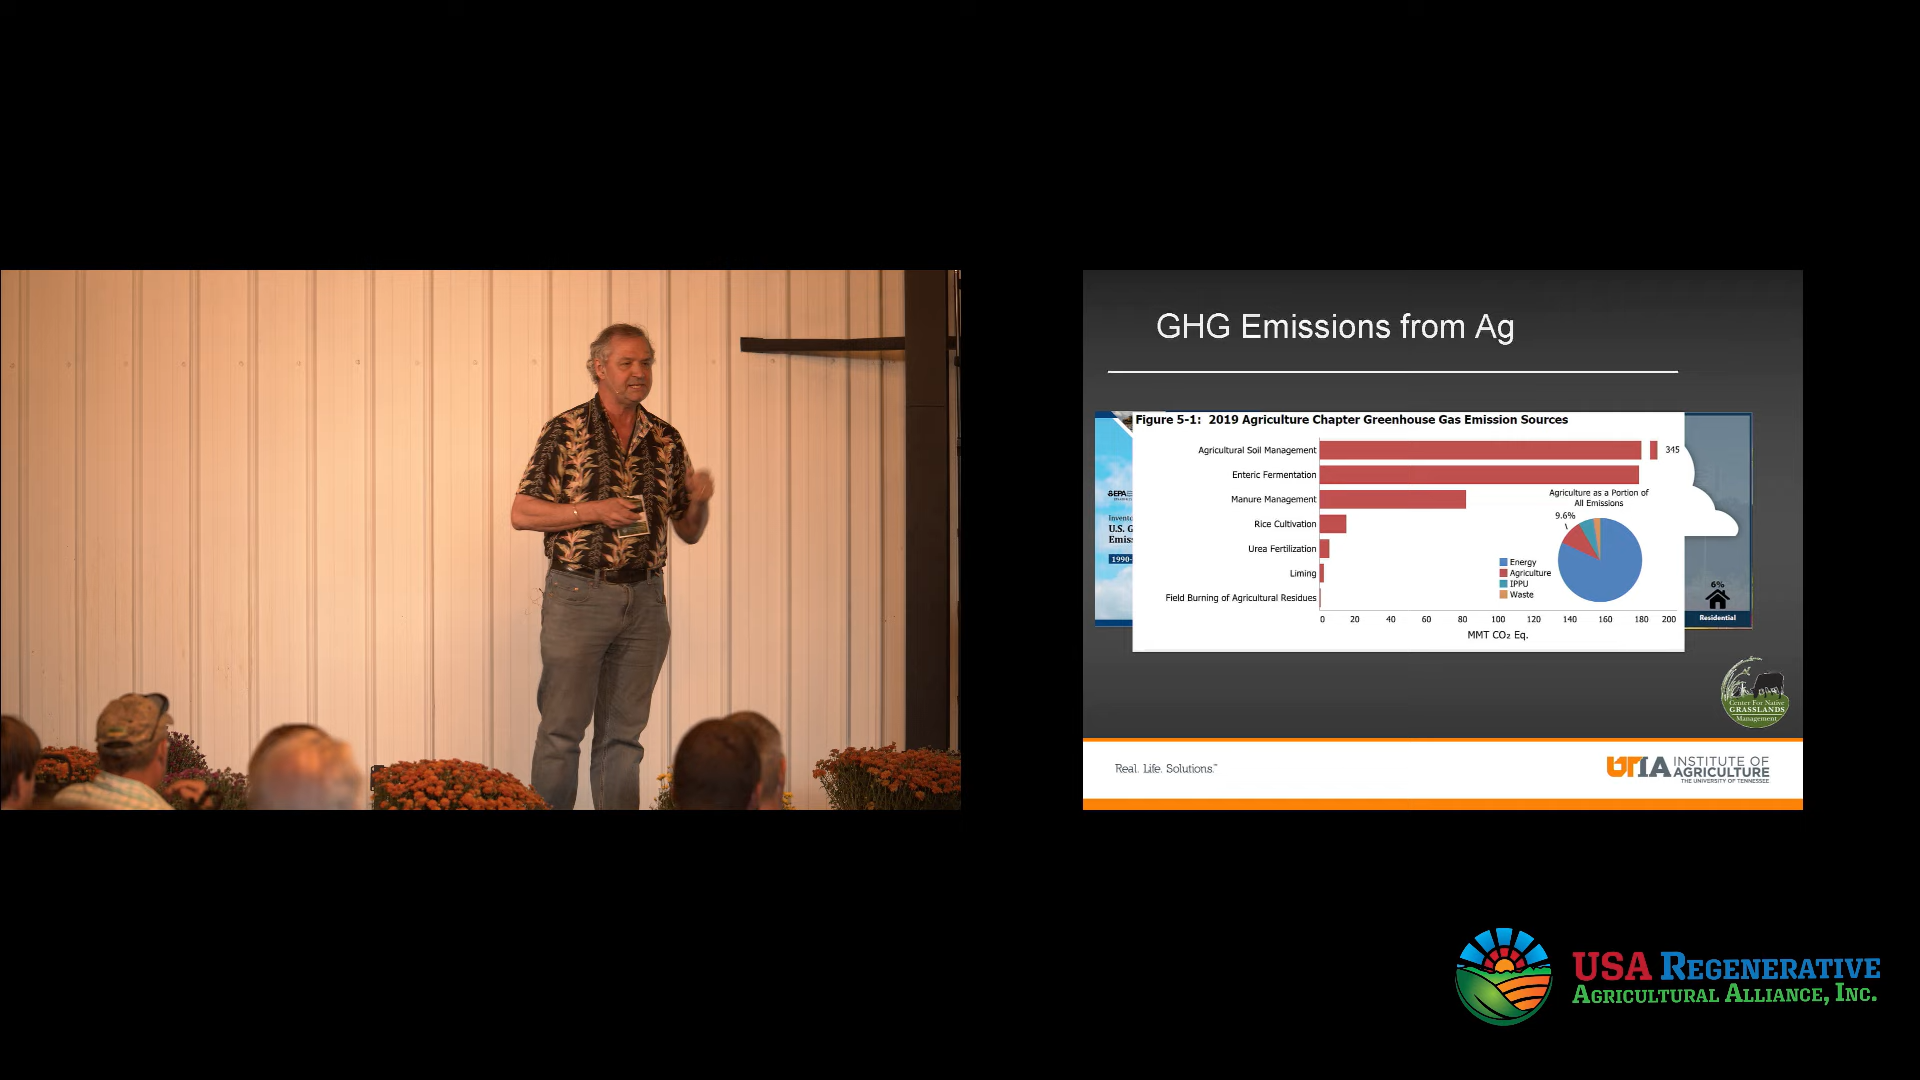 GHG Emissions from Ag
Figure 5-1: 2019 Agriculture Chapter Greenhouse Gas Emission Sources
Agricultural Soil Management
345
Enteric Fermentation
Manure Management
Rice Cultivation
Urea Fertilization
Liming
Field Burning of Agricultural Residues
0 20 40 60 80 100 120 140 160 180 200
MMT CO₂ Eq.
Agriculture as a Portion of
All Emissions
9.6%
Energy
Agriculture
IPPU
Waste
EPA
U.S. G
Emiss
1990-
6%
Residential
Center For Native
GRASSLANDS
Management
Real. Life. Solutions.™
UTIA INSTITUTE OF
AGRICULTURE
THE UNIVERSITY OF TENNESSEE
USA REGENERATIVE
AGRICULTURAL ALLIANCE, INC.